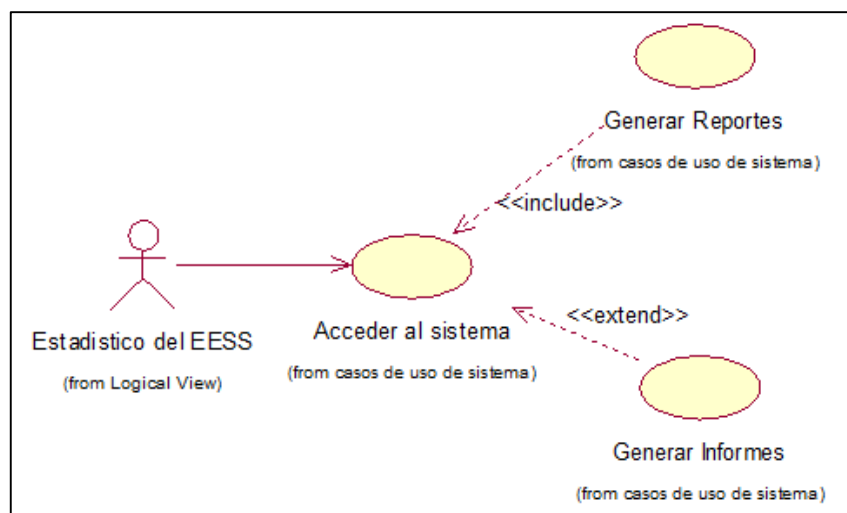 Generar Reportes
(from casos de uso de sistema)
<<include>>
Estadistico del EESS
(from Logical View)
Acceder al sistema
(from casos de uso de sistema)
<<extend>>
Generar Informes
(from casos de uso de sistema)